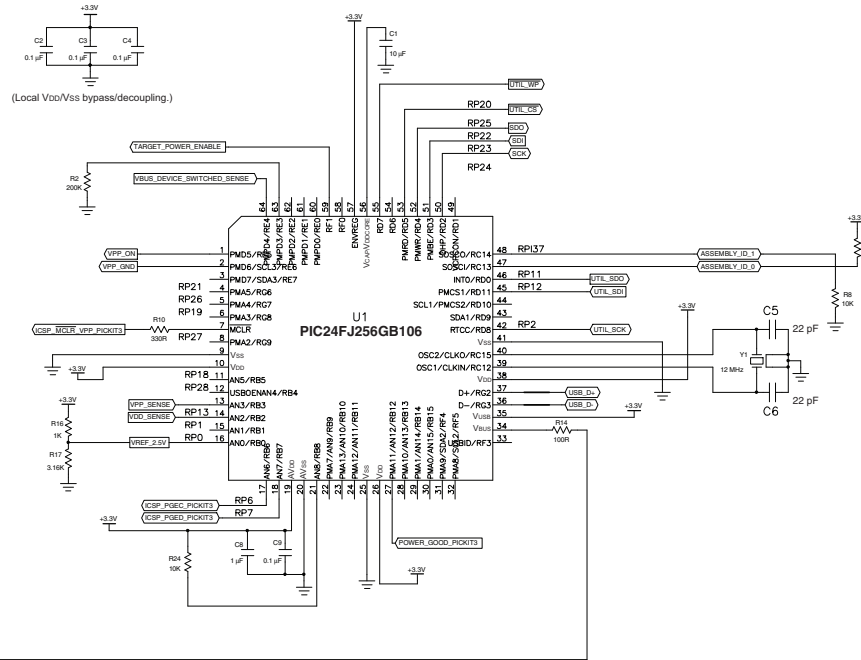 +3.3V
C2
0.1 µF
C3
0.1 µF
C4
0.1 µF
(Local VDD/VSS bypass/decoupling.)
+3.3V
C1
10 µF
UTIL_WP
RP20
UTIL_CS
RP25
SDO
RP22
SDI
RP23
SCK
RP24
TARGET_POWER_ENABLE
R2
200K
VBUS_DEVICE_SWITCHED_SENSE
64
63
62
61
60
59
58
57
56
55
54
53
52
51
50
49
PMPD4/RE4
PMPD3/RE3
PMPD2/RE2
PMPD1/RE1
PMPD0/RE0
RF1
RF0
ENVREG
VCAP/VDDCORE
RD7
RD6
PMRD/RD5
PMWR/RD4
PMBE/RD3
DPH/RD2
VCPCON/RD1
VPP_ON
1
PMD5/RE5
VPP_GND
2
PMD6/SCL3/RE6
3
PMD7/SDA3/RE7
RP21
4
PMA5/RG6
RP26
5
PMA4/RG7
RP19
6
PMA3/RG8
ICSP_MCLR_VPP_PICKIT3
R10
330R
7
MCLR
RP27
8
PMA2/RG9
9
VSS
+3.3V
10
VDD
RP18
11
AN5/RB5
RP28
12
USBOENAN4/RB4
VPP_SENSE
13
AN3/RB3
VDD_SENSE
RP13
14
AN2/RB2
RP1
15
AN1/RB1
VREF_2.5V
RP0
16
AN0/RB0
+3.3V
R16
1K
R17
3.16K
U1
PIC24FJ256GB106
SOSCO/RC14
48
RPI37
ASSEMBLY_ID_1
SOSCI/RC13
47
ASSEMBLY_ID_0
INT0/RD0
46
RP11
UTIL_SDO
PMCS1/RD11
45
RP12
UTIL_SDI
SCL1/PMCS2/RD10
44
SDA1/RD9
43
RTCC/RD8
42
RP2
UTIL_SCK
VSS
41
OSC2/CLKO/RC15
40
OSC1/CLKIN/RC12
39
VDD
38
D+/RG2
37
USB_D+
D-/RG3
36
USB_D-
VUSB
35
+3.3V
VBUS
34
R14
100R
USBID/RF3
33
+3.3V
R8
10K
+3.3V
C5
22 pF
Y1
12 MHz
C6
22 pF
AN6/RB6
AN7/RB7
AVDD
AVSS
AN8/RB8
PMA7/AN9/RB9
PMA13/AN10/RB10
PMA12/AN11/RB11
VSS
VDD
PMA11/AN12/RB12
PMA10/AN13/RB13
PMA1/AN14/RB14
PMA0/AN15/RB15
PMA9/SDA2/RF4
PMA8/SCL2/RF5
17
18
19
20
21
22
23
24
25
26
27
28
29
30
31
32
ICSP_PGEC_PICKIT3
RP6
ICSP_PGED_PICKIT3
RP7
+3.3V
R24
10K
C8
1 µF
C9
0.1 µF
POWER_GOOD_PICKIT3
+3.3V